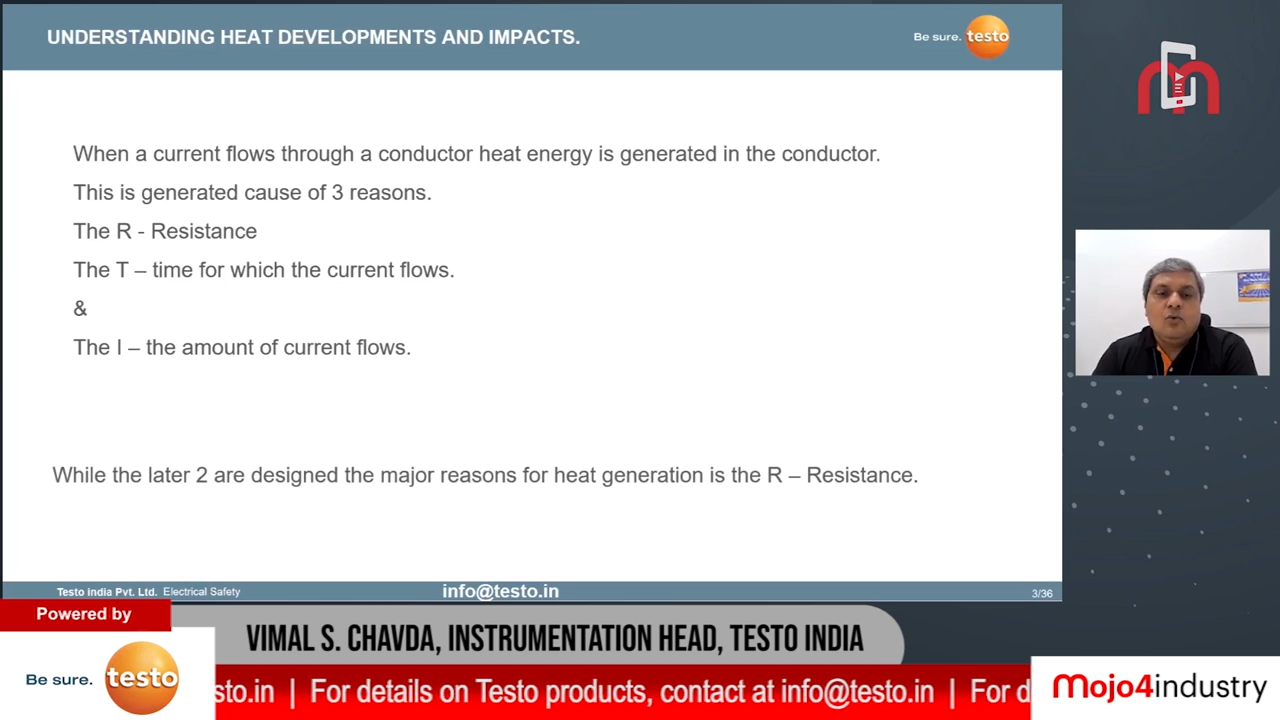 UNDERSTANDING HEAT DEVELOPMENTS AND IMPACTS.
Be sure. testo
When a current flows through a conductor heat energy is generated in the conductor.
This is generated cause of 3 reasons.
The R - Resistance
The T – time for which the current flows.
&
The I – the amount of current flows.
While the later 2 are designed the major reasons for heat generation is the R – Resistance.
Testo india Pvt. Ltd. Electrical Safety
info@testo.in
3/36
Powered by
VIMAL S. CHAVDA, INSTRUMENTATION HEAD, TESTO INDIA
Be sure. testo
sto.in | For details on Testo products, contact at info@testo.in | For d
Mojo4industry